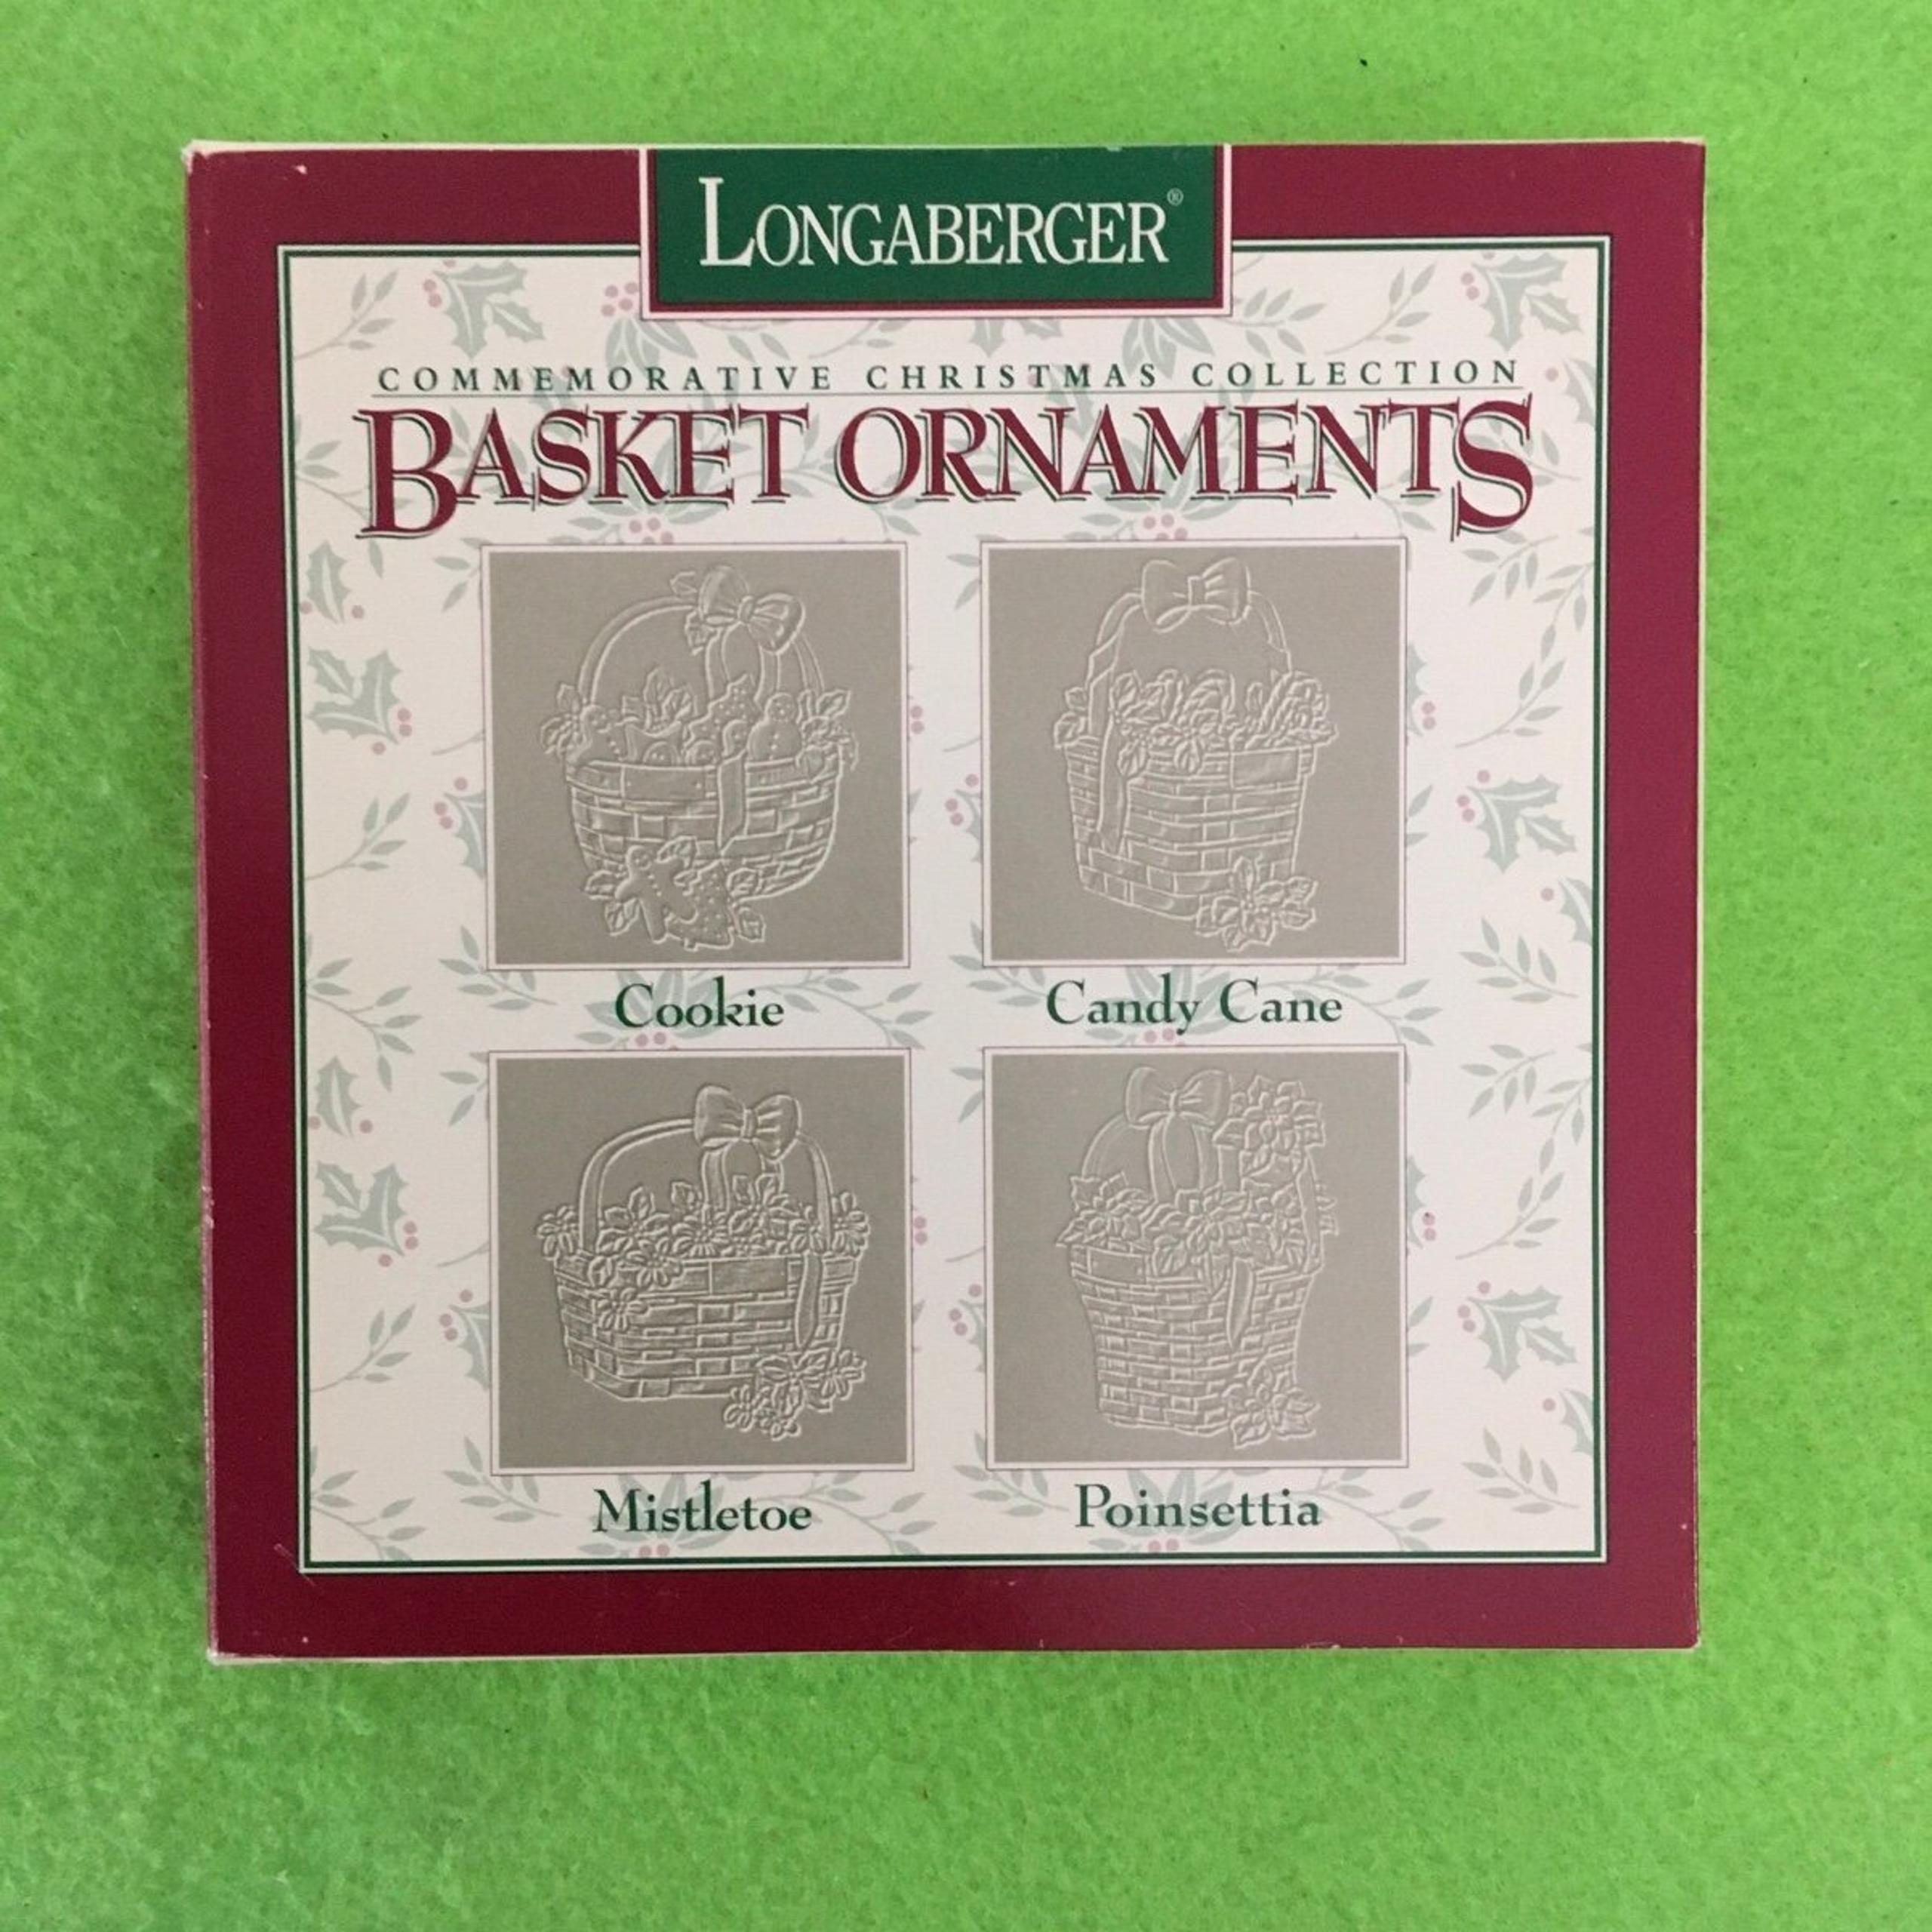 LONGABERGER®
COMMEMORATIVE CHRISTMAS COLLECTION
BASKET ORNAMENTS
Cookie
Candy Cane
Mistletoe
Poinsettia